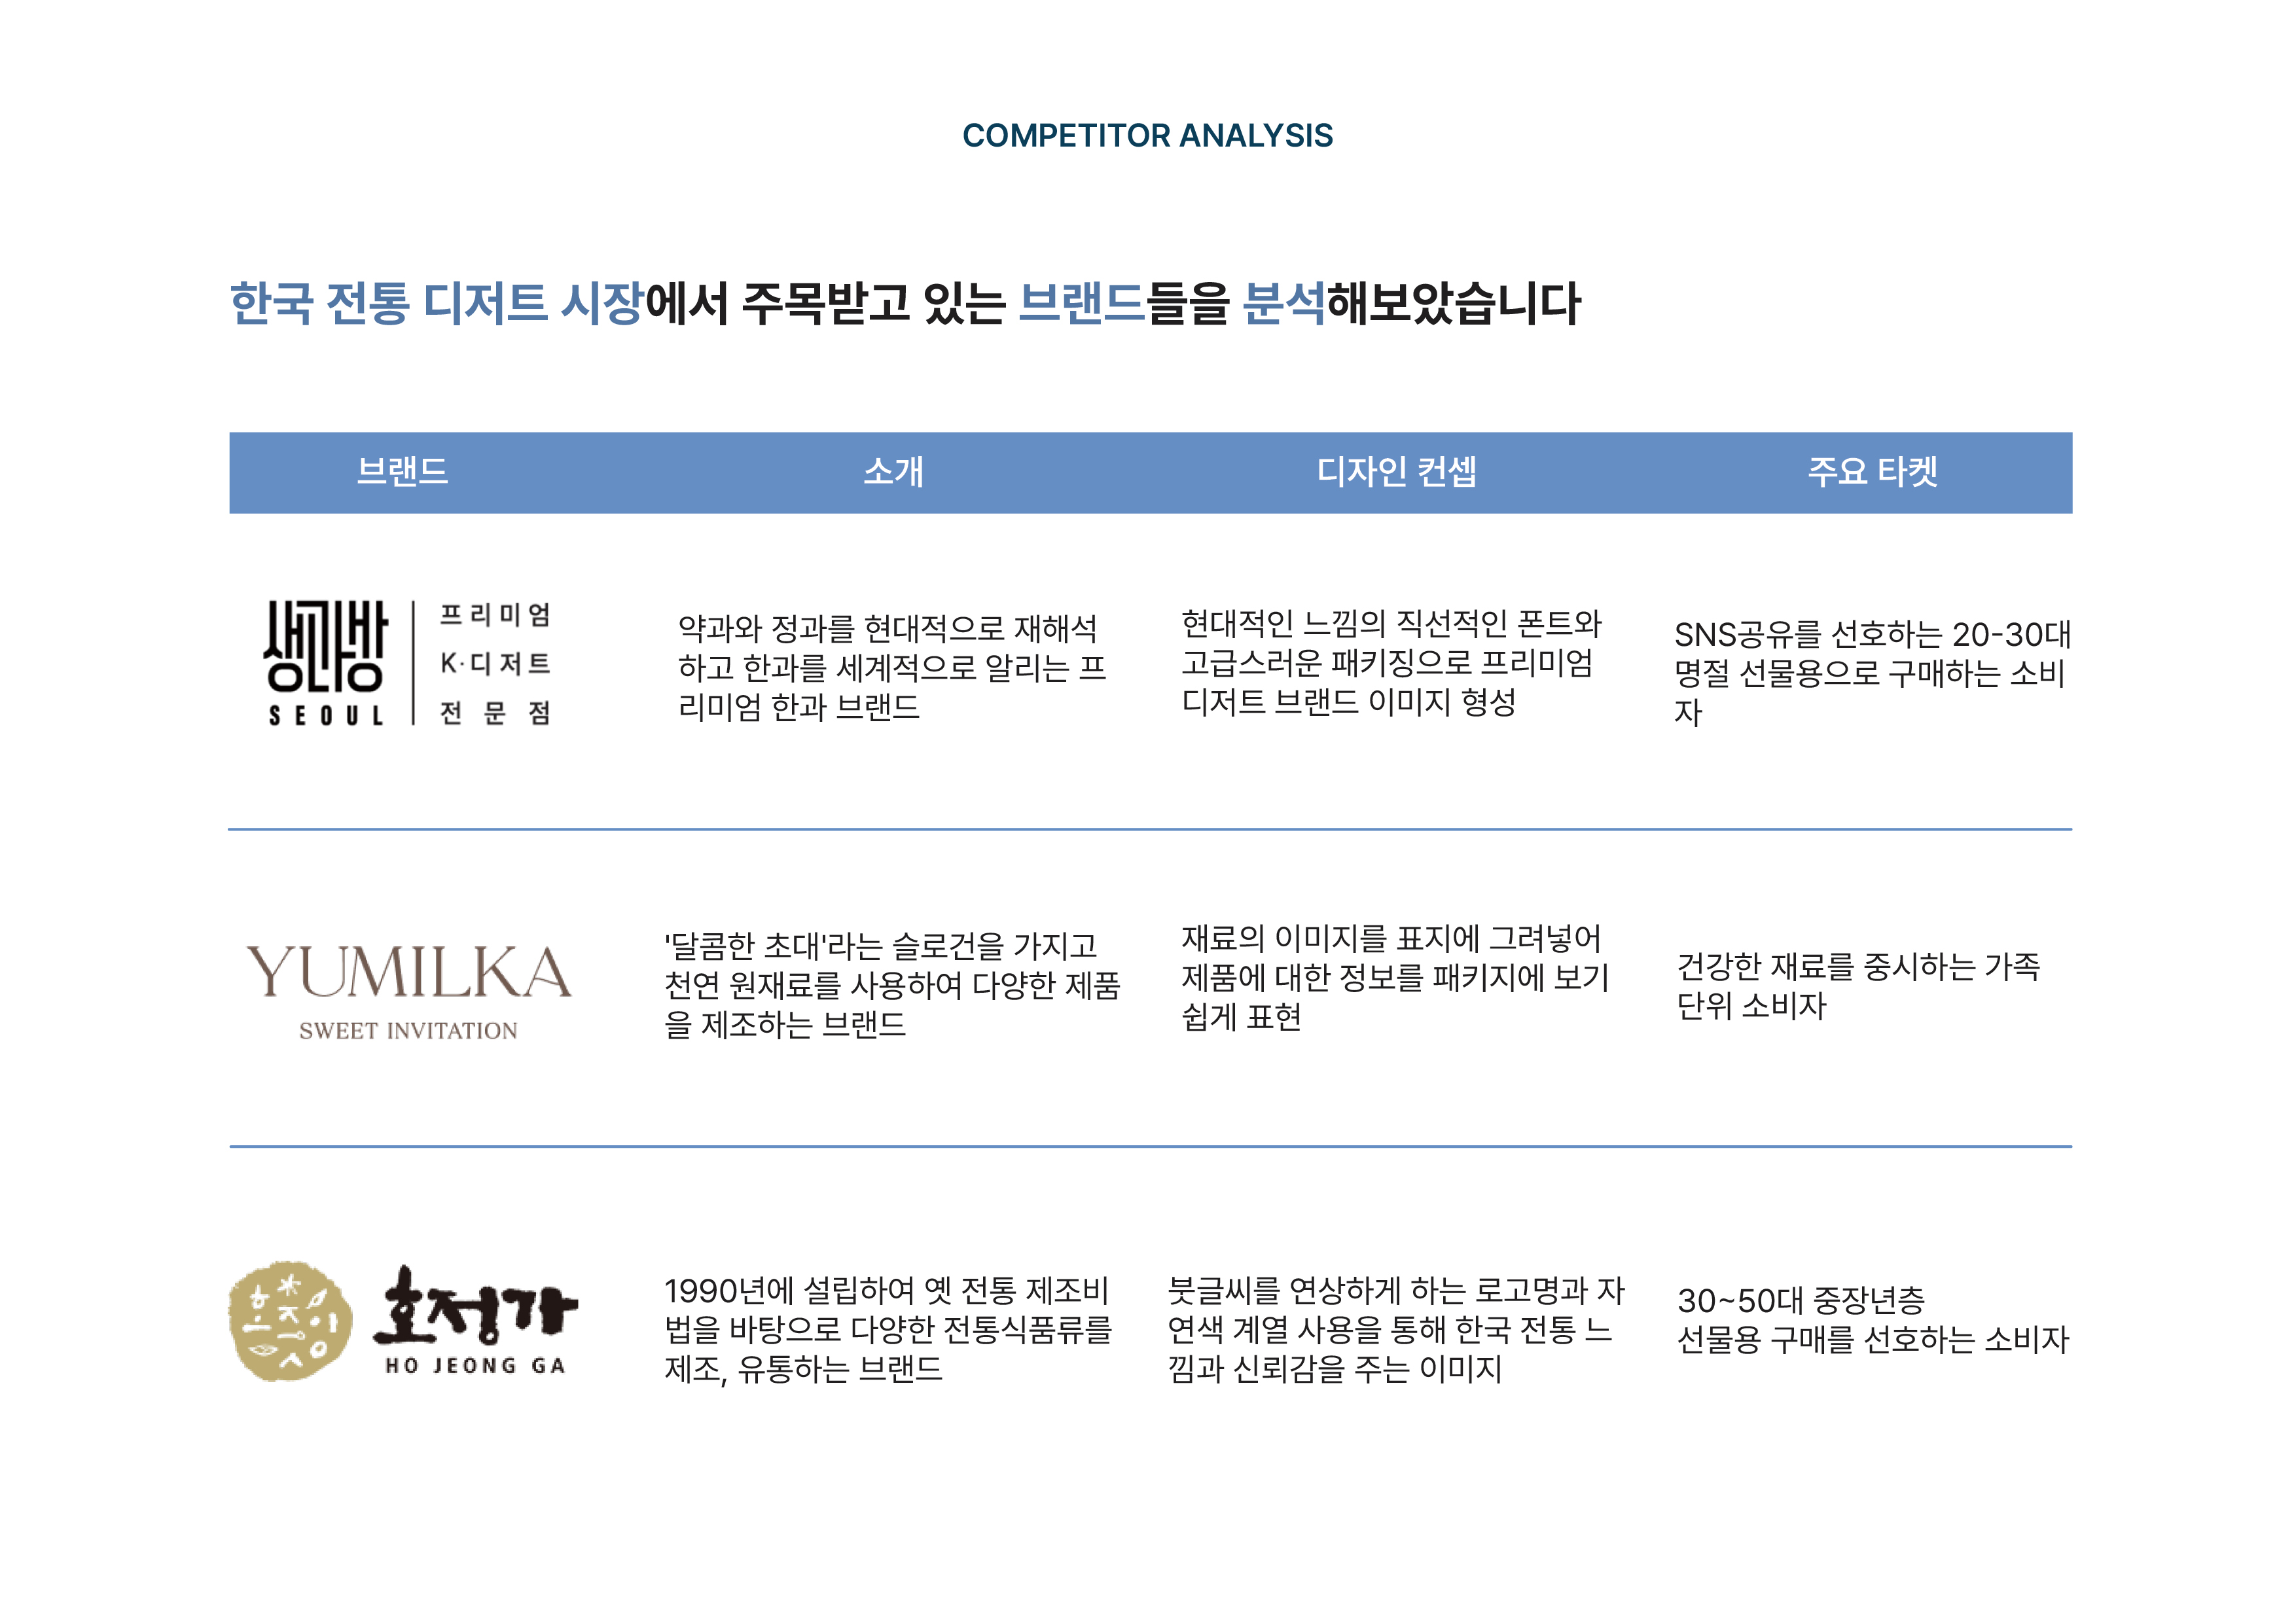 COMPETITOR ANALYSIS
한국 전통 디저트 시장에서 주목받고 있는 브랜드들을 분석해보았습니다
브랜드 소개 디자인 컨셉 주요 타켓
생과방
SEOUL
프리미엄
K·디저트
전문점
약과와 정과를 현대적으로 재해석
하고 한과를 세계적으로 알리는 프
리미엄 한과 브랜드
현대적인 느낌의 직선적인 폰트와
고급스러운 패키징으로 프리미엄
디저트 브랜드 이미지 형성
SNS공유를 선호하는 20-30대
명절 선물용으로 구매하는 소비
자
YUMILKA
SWEET INVITATION
'달콤한 초대'라는 슬로건을 가지고
천연 원재료를 사용하여 다양한 제품
을 제조하는 브랜드
재료의 이미지를 표지에 그려넣어
제품에 대한 정보를 패키지에 보기
쉽게 표현
건강한 재료를 중시하는 가족
단위 소비자
호정가
HO JEONG GA
1990년에 설립하여 옛 전통 제조비
법을 바탕으로 다양한 전통식품류를
제조, 유통하는 브랜드
붓글씨를 연상하게 하는 로고명과 자
연색 계열 사용을 통해 한국 전통 느
낌과 신뢰감을 주는 이미지
30~50대 중장년층
선물용 구매를 선호하는 소비자